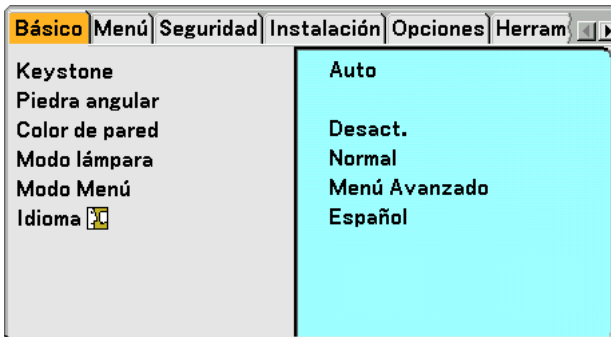 Básico Menú Seguridad Instalación Opciones Herram
Keystone Auto
Piedra angular
Color de pared Desact.
Modo lámpara Normal
Modo Menú Menú Avanzado
Idioma Español